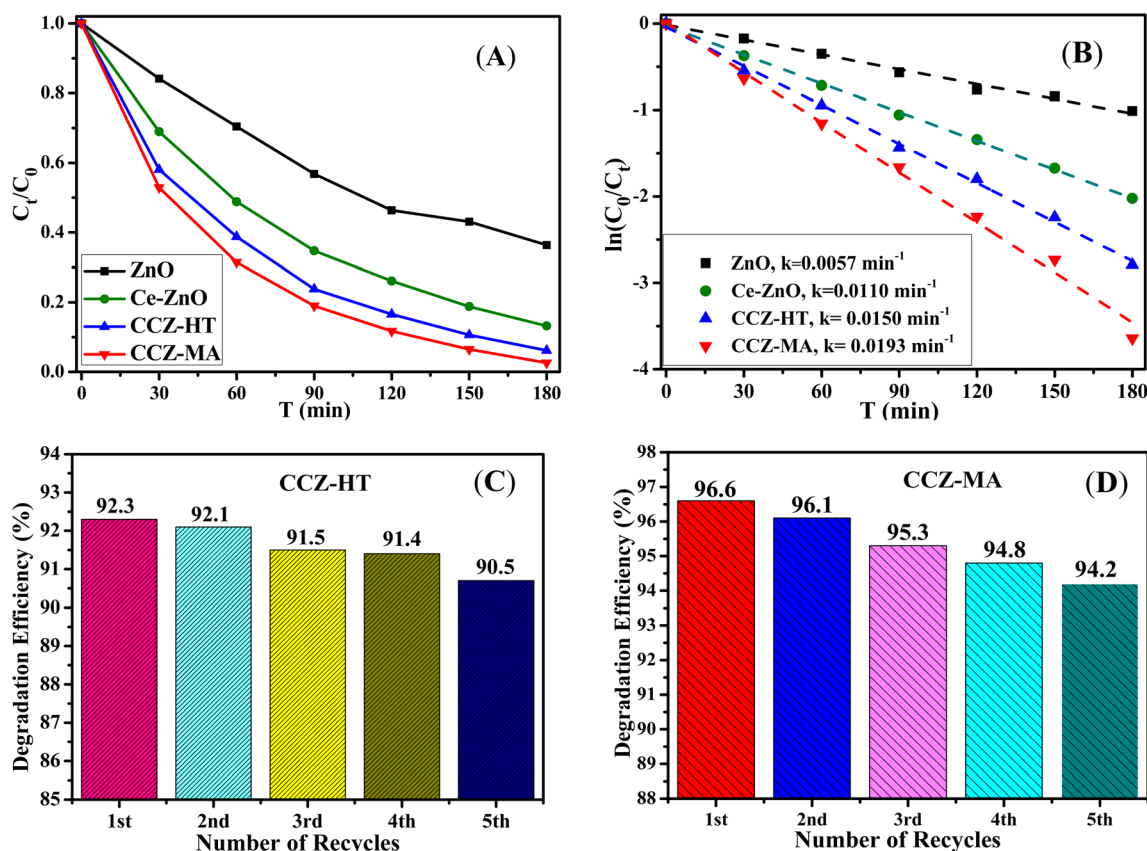 (A)
1.0
0.8
0.6
0.4
0.2
0.0
Ct/C0
ZnO
Ce-ZnO
CCZ-HT
CCZ-MA
0 30 60 90 120 150 180
T (min)
(B)
0
-1
-2
-3
-4
ln(C0/Ct)
ZnO, k=0.0057 min-1
Ce-ZnO, k=0.0110 min-1
CCZ-HT, k= 0.0150 min-1
CCZ-MA, k= 0.0193 min-1
0 30 60 90 120 150 180
T (min)
CCZ-HT (C)
94
93
92
91
90
89
88
87
86
85
Degradation Efficiency (%)
92.3 92.1 91.5 91.4 90.5
1st 2nd 3rd 4th 5th
Number of Recycles
CCZ-MA (D)
98
97
96
95
94
93
92
91
90
89
88
Degradation Efficiency (%)
96.6 96.1 95.3 94.8 94.2
1st 2nd 3rd 4th 5th
Number of Recycles